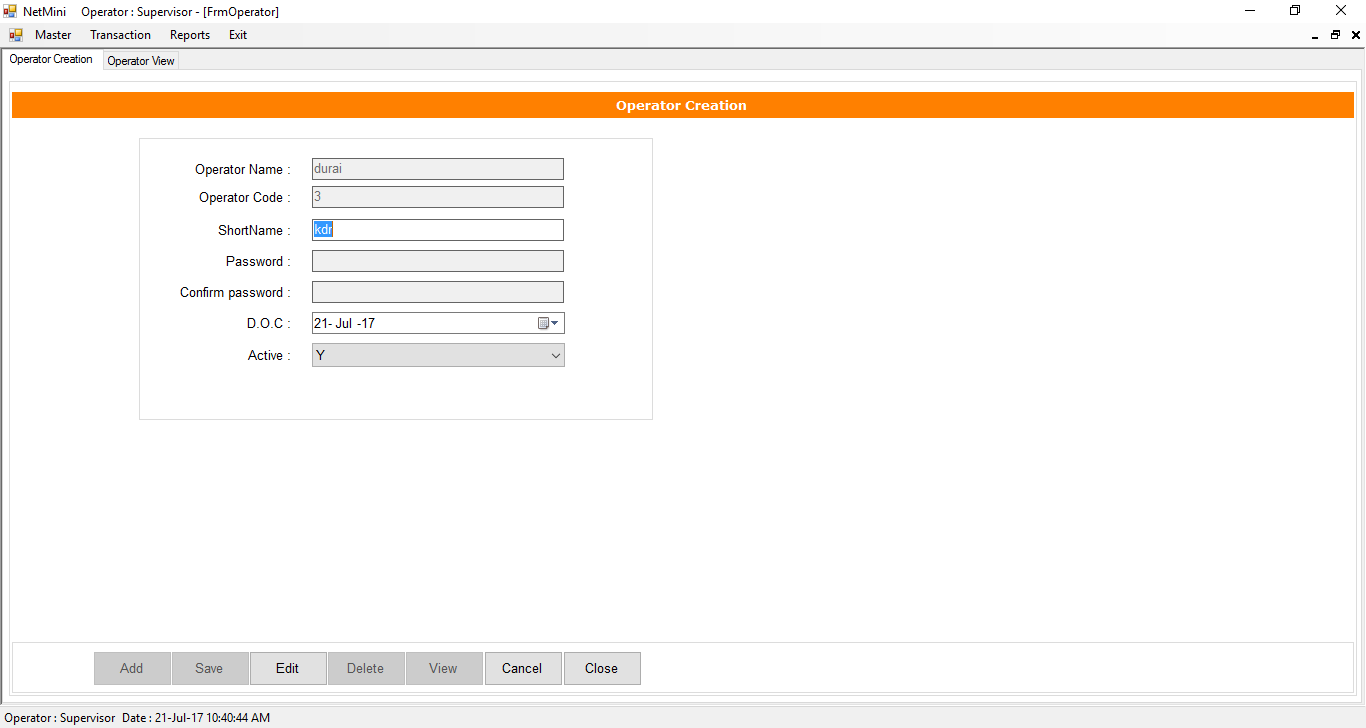 NetMini Operator : Supervisor - [FrmOperator]
Master Transaction Reports Exit
Operator Creation Operator View
Operator Creation
Operator Name : durai
Operator Code : 3
ShortName : kdr
Password :
Confirm password :
D.O.C : 21- Jul -17
Active : Y
Add Save Edit Delete View Cancel Close
Operator : Supervisor Date : 21-Jul-17 10:40:44 AM